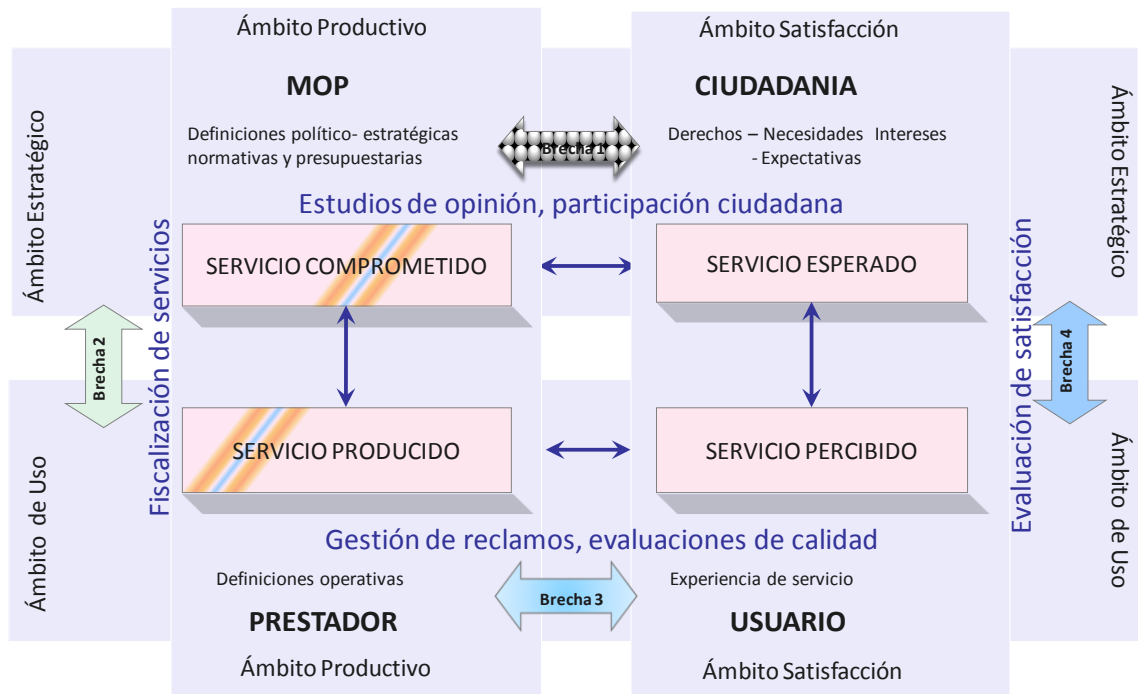 Ámbito Productivo
Ámbito Satisfacción
MOP
CIUDADANIA
Definiciones político- estratégicas
normativas y presupuestarias
Brecha 1
Derechos – Necesidades Intereses
- Expectativas
Ámbito Estratégico
Ámbito Estratégico
Estudios de opinión, participación ciudadana
Fiscalización de servicios
SERVICIO COMPROMETIDO
SERVICIO ESPERADO
Evaluación de satisfacción
Brecha 2
Brecha 4
SERVICIO PRODUCIDO
SERVICIO PERCIBIDO
Ámbito de Uso
Ámbito de Uso
Gestión de reclamos, evaluaciones de calidad
Definiciones operativas
Brecha 3
Experiencia de servicio
PRESTADOR
USUARIO
Ámbito Productivo
Ámbito Satisfacción